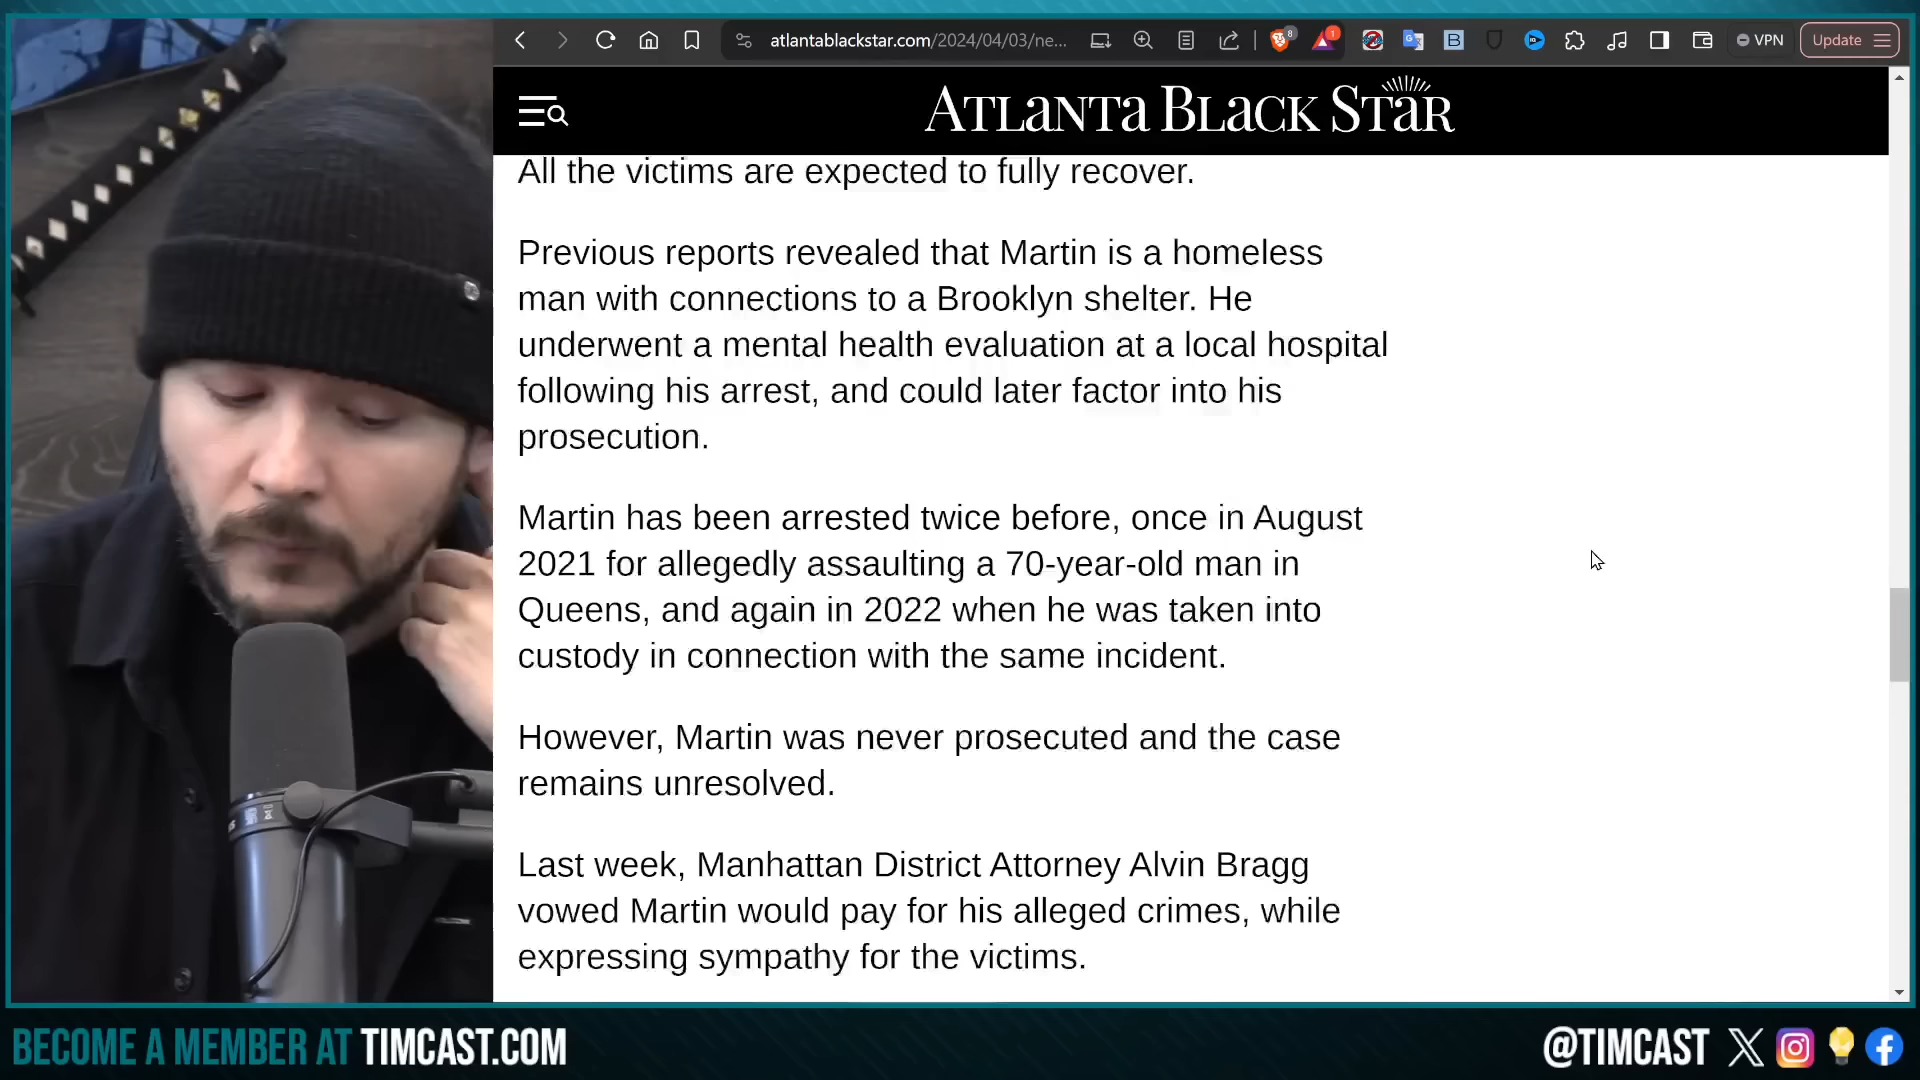 atlantablackstar.com/2024/04/03/ne...
8
1
VPN
Update
ATLANTA BLACK STAR
All the victims are expected to fully recover.
Previous reports revealed that Martin is a homeless
man with connections to a Brooklyn shelter. He
underwent a mental health evaluation at a local hospital
following his arrest, and could later factor into his
prosecution.
Martin has been arrested twice before, once in August
2021 for allegedly assaulting a 70-year-old man in
Queens, and again in 2022 when he was taken into
custody in connection with the same incident.
However, Martin was never prosecuted and the case
remains unresolved.
Last week, Manhattan District Attorney Alvin Bragg
vowed Martin would pay for his alleged crimes, while
expressing sympathy for the victims.
BECOME A MEMBER AT TIMCAST.COM
@TIMCAST